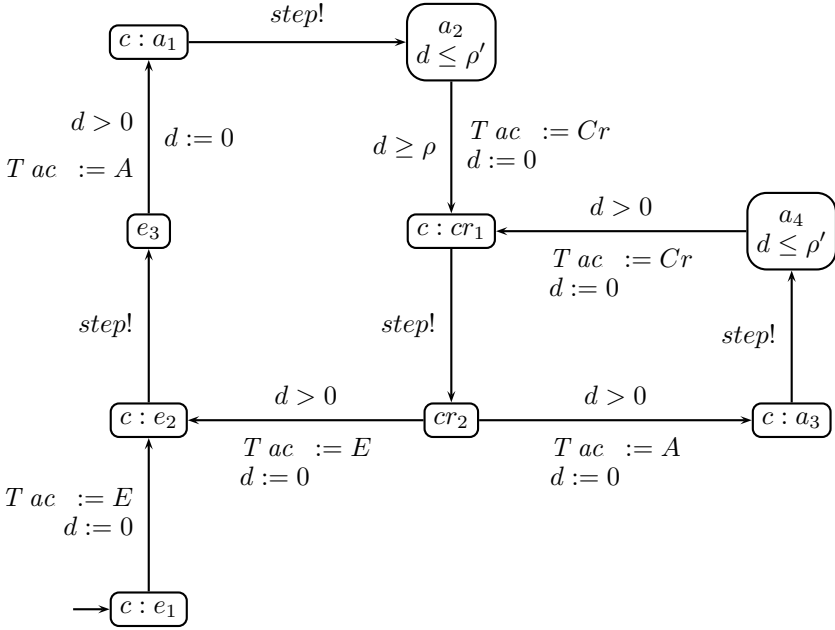 step!
c : a₁
a₂
d ≤ ρ′
d > 0
d := 0
T ac := A
d ≥ ρ
T ac := Cr
d := 0
e₃
c : cr₁
d > 0
a₄
d ≤ ρ′
T ac := Cr
d := 0
step!
step!
step!
c : e₂
d > 0
cr₂
d > 0
c : a₃
T ac := E
d := 0
T ac := A
d := 0
T ac := E
d := 0
c : e₁